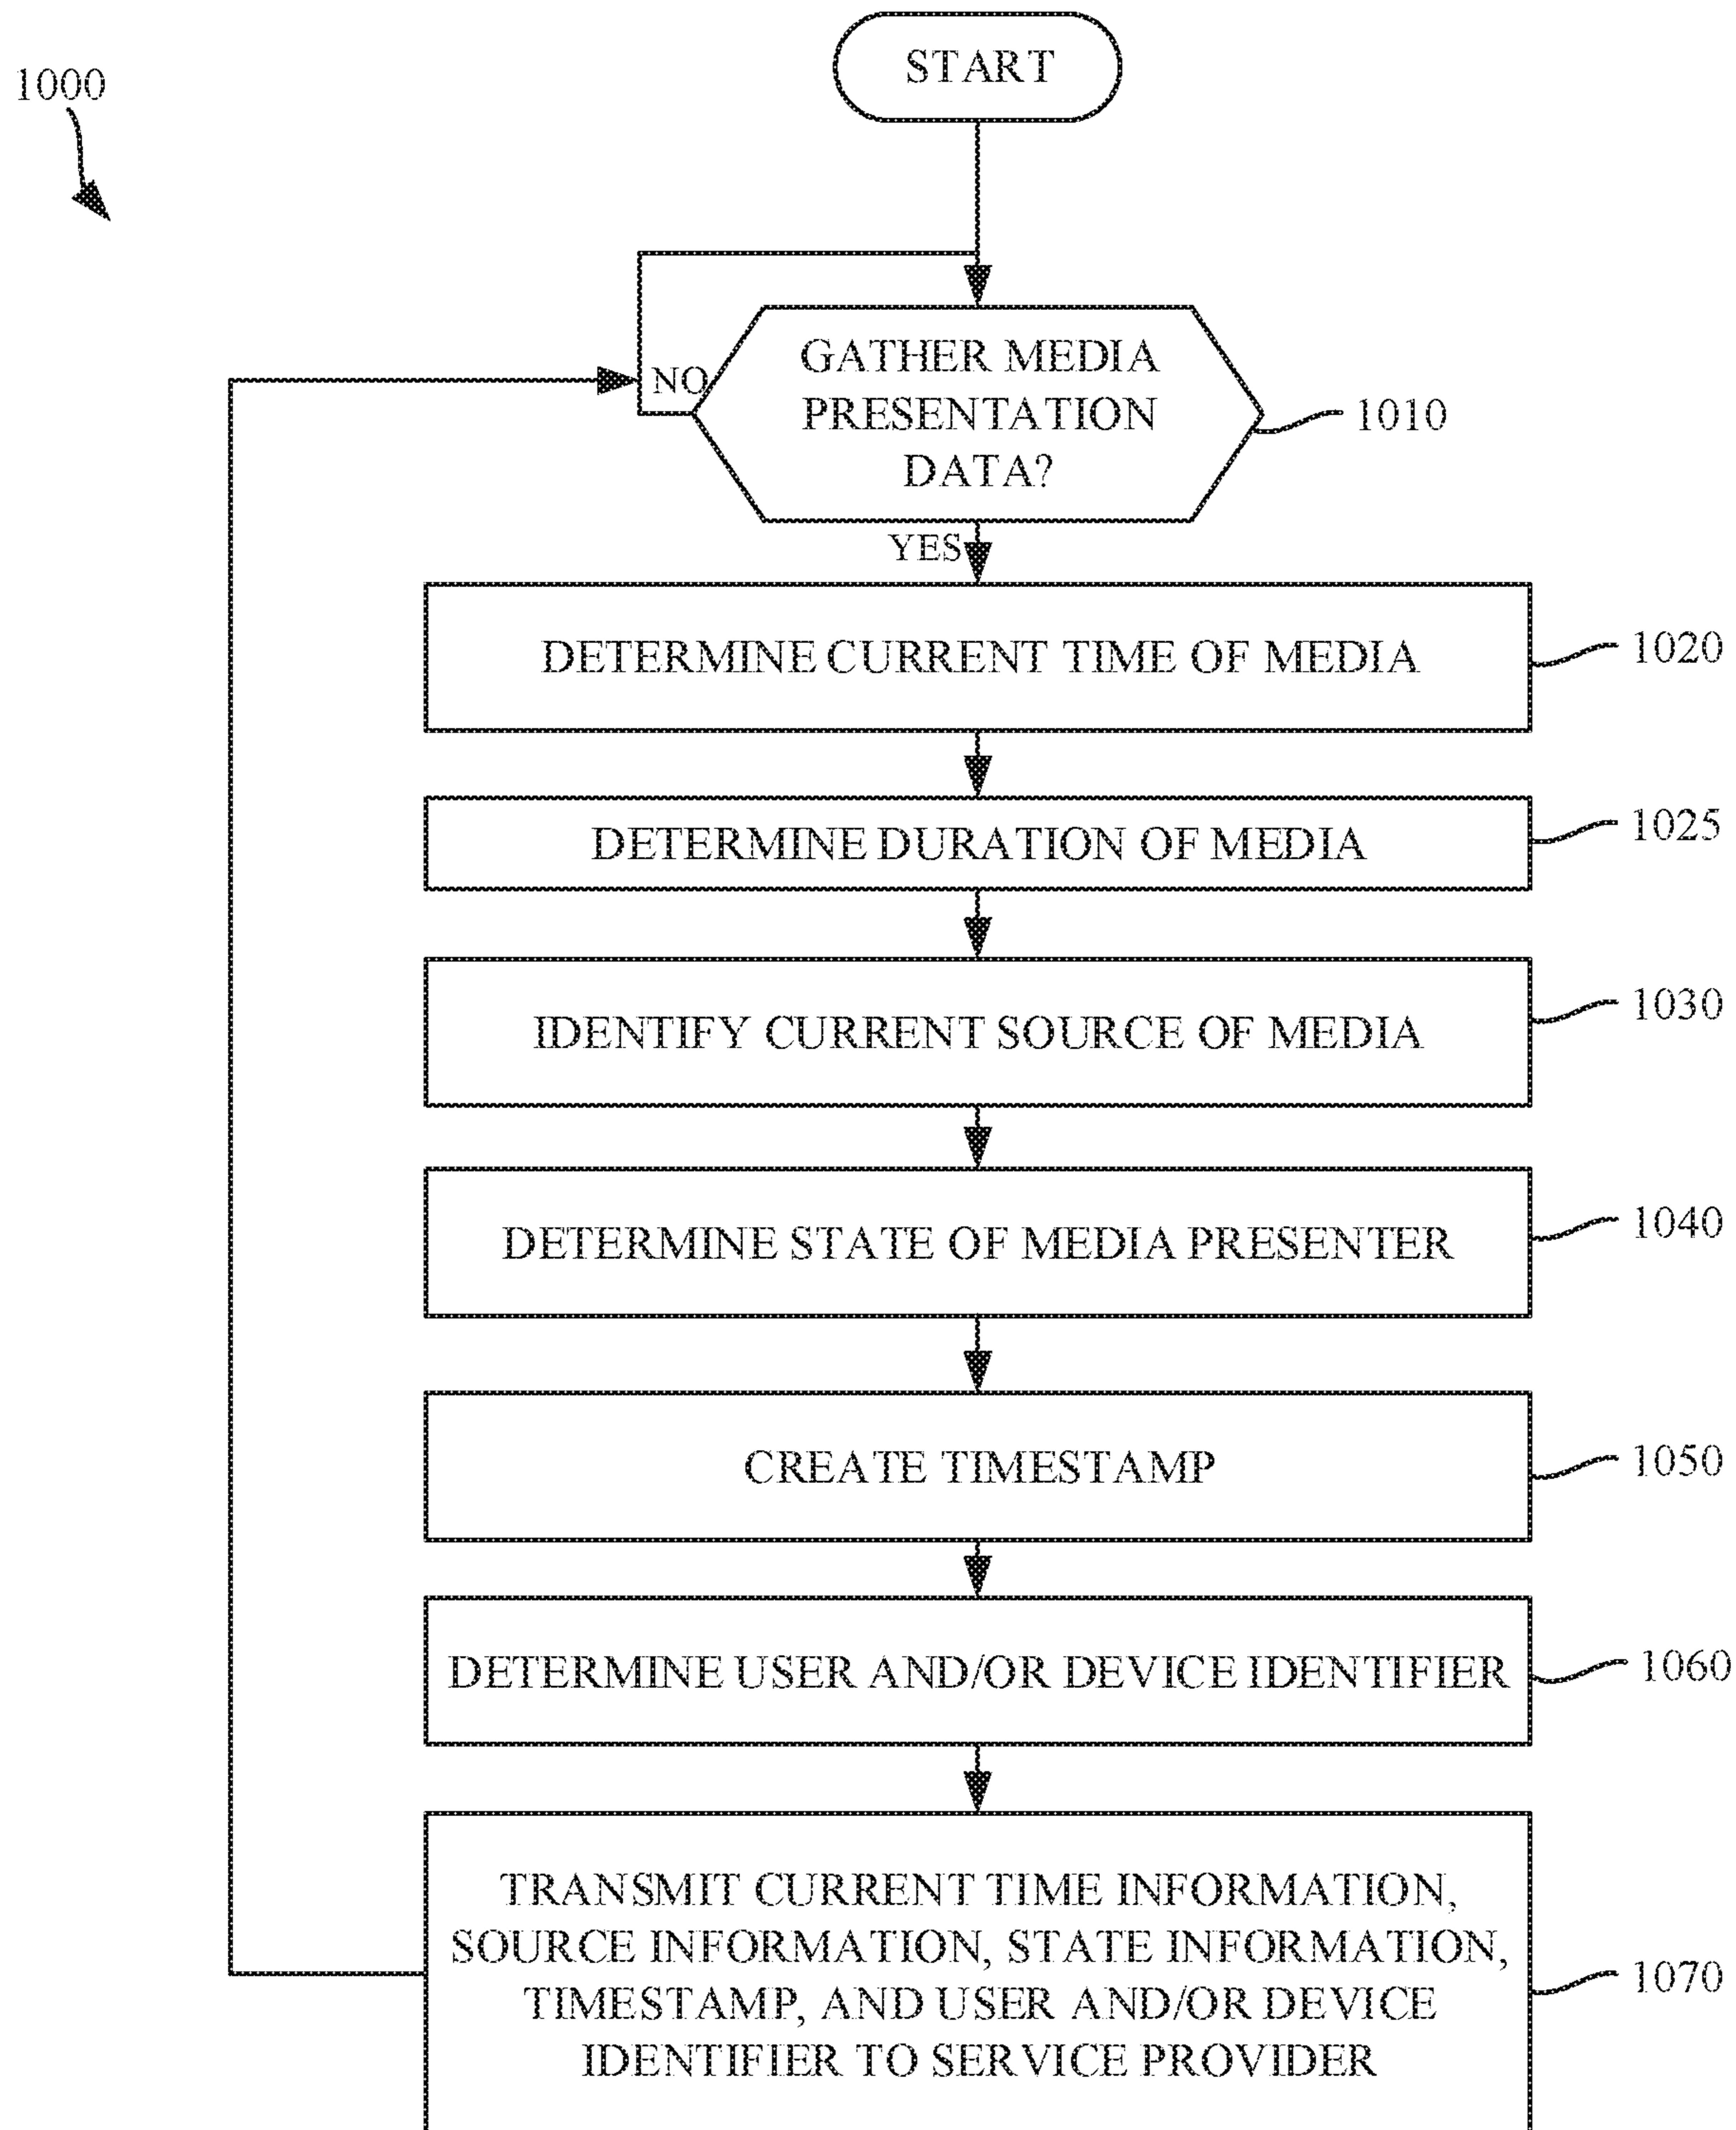 1000
START
GATHER MEDIA
PRESENTATION
DATA?
1010
NO
YES
DETERMINE CURRENT TIME OF MEDIA
1020
DETERMINE DURATION OF MEDIA
1025
IDENTIFY CURRENT SOURCE OF MEDIA
1030
DETERMINE STATE OF MEDIA PRESENTER
1040
CREATE TIMESTAMP
1050
DETERMINE USER AND/OR DEVICE IDENTIFIER
1060
TRANSMIT CURRENT TIME INFORMATION,
SOURCE INFORMATION, STATE INFORMATION,
TIMESTAMP, AND USER AND/OR DEVICE
IDENTIFIER TO SERVICE PROVIDER
1070